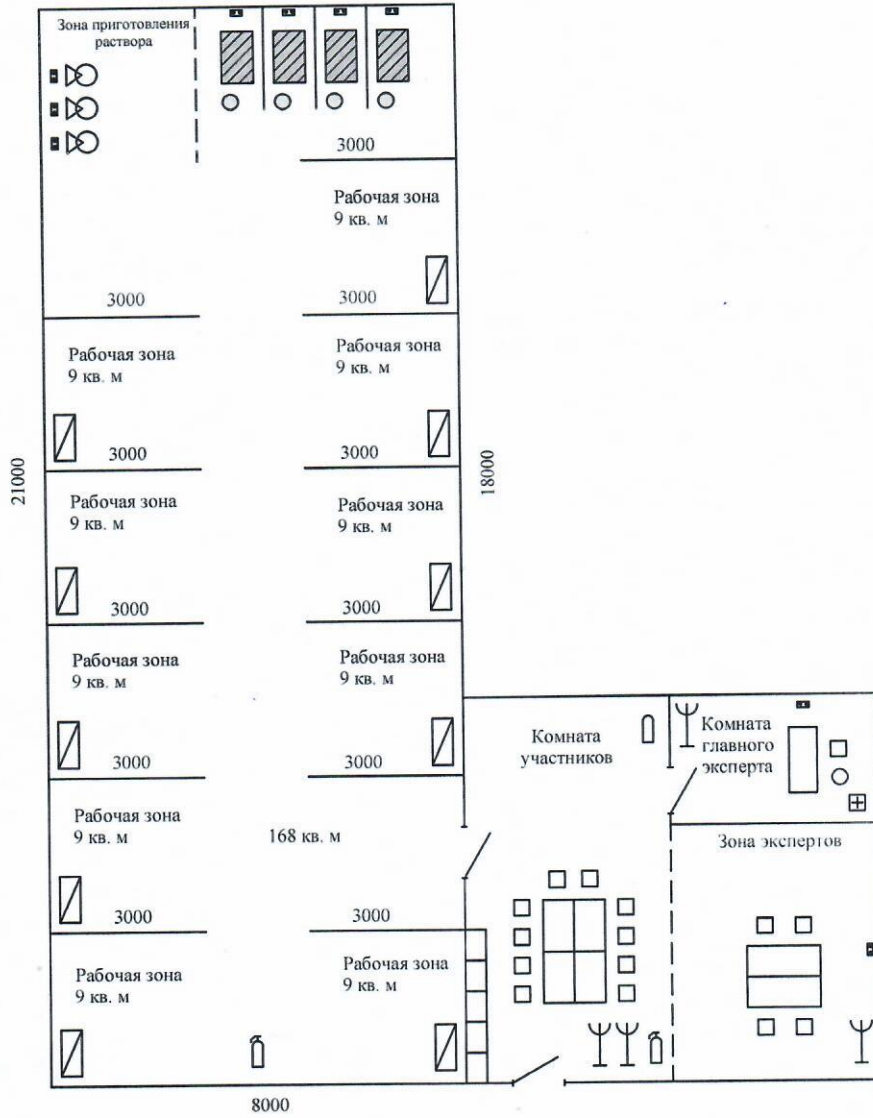 Зона приготовления
раствора
3000
Рабочая зона
9 кв. м
3000
3000
Рабочая зона
9 кв. м
Рабочая зона
9 кв. м
3000
3000
21000
18000
Рабочая зона
9 кв. м
Рабочая зона
9 кв. м
3000
3000
Рабочая зона
9 кв. м
Рабочая зона
9 кв. м
3000
3000
Комната
участников
Комната
главного
эксперта
Рабочая зона
9 кв. м
168 кв. м
Зона экспертов
3000
3000
Рабочая зона
9 кв. м
Рабочая зона
9 кв. м
8000